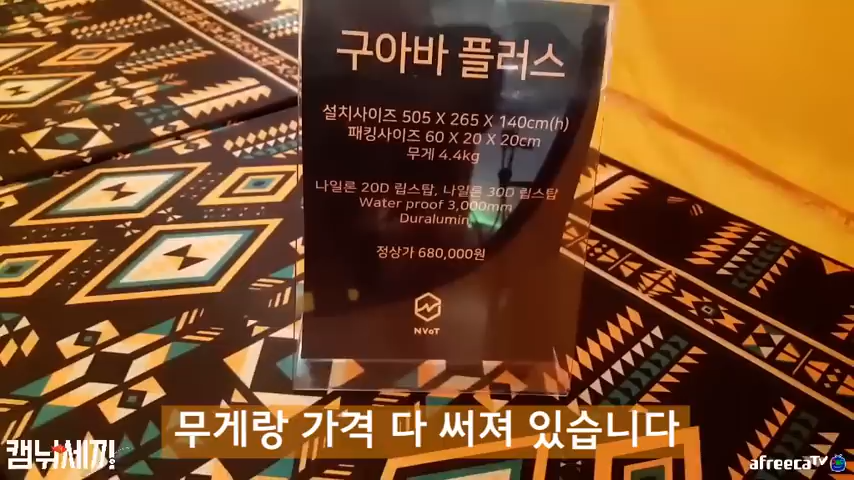 구아바 플러스
설치사이즈 505 X 265 X 140cm(h)
패킹사이즈 60 X 20 X 20cm
무게 4.4kg
나일론 20D 립스탑, 나일론 30D 립스탑
Water proof 3,000mm
Duralumin
정상가 680,000원
NVoT
무게랑 가격 다 써져 있습니다
캠뉴세끼!
afreecaTV